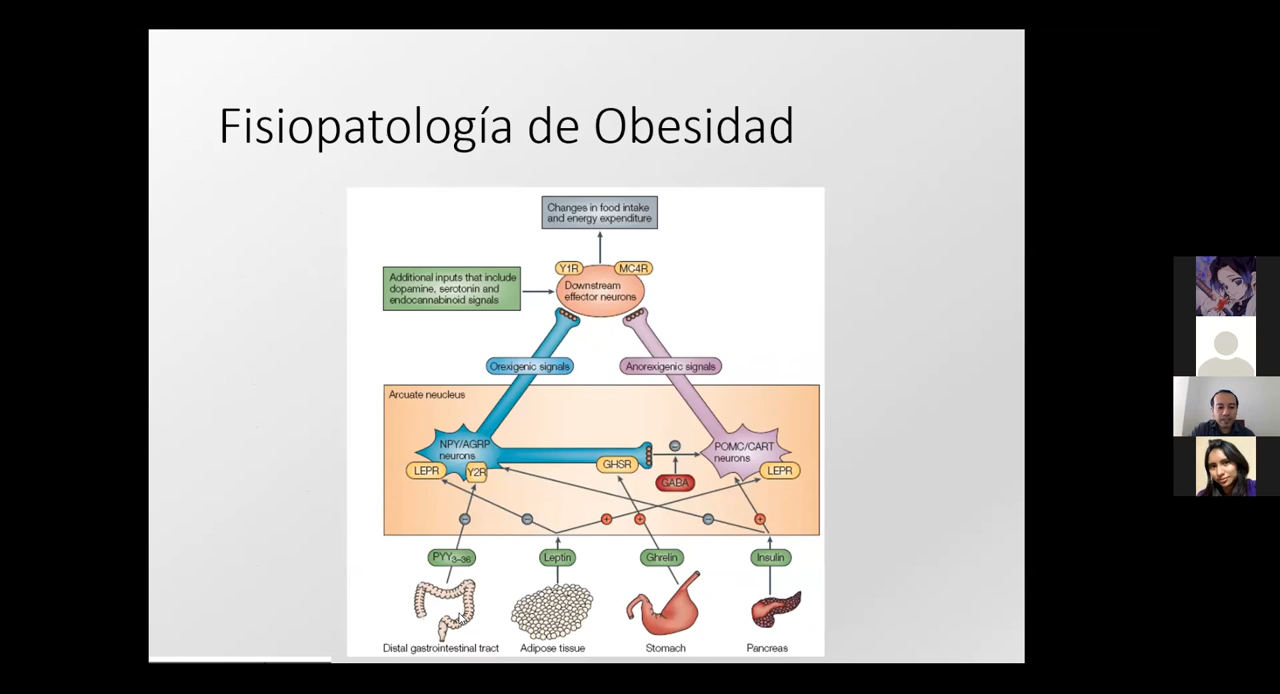 Fisiopatología de Obesidad
Changes in food intake
and energy expenditure
Y1R
MC4R
Additional inputs that include
dopamine, serotonin and
endocannabinoid signals
Downstream
effector neurons
Orexigenic signals
Anorexigenic signals
Arcuate neucleus
NPY/AGRP
neurons
POMC/CART
neurons
LEPR
Y2R
GHSR
GABA
LEPR
PYY3–36
Leptin
Ghrelin
Insulin
Distal gastrointestinal tract
Adipose tissue
Stomach
Pancreas